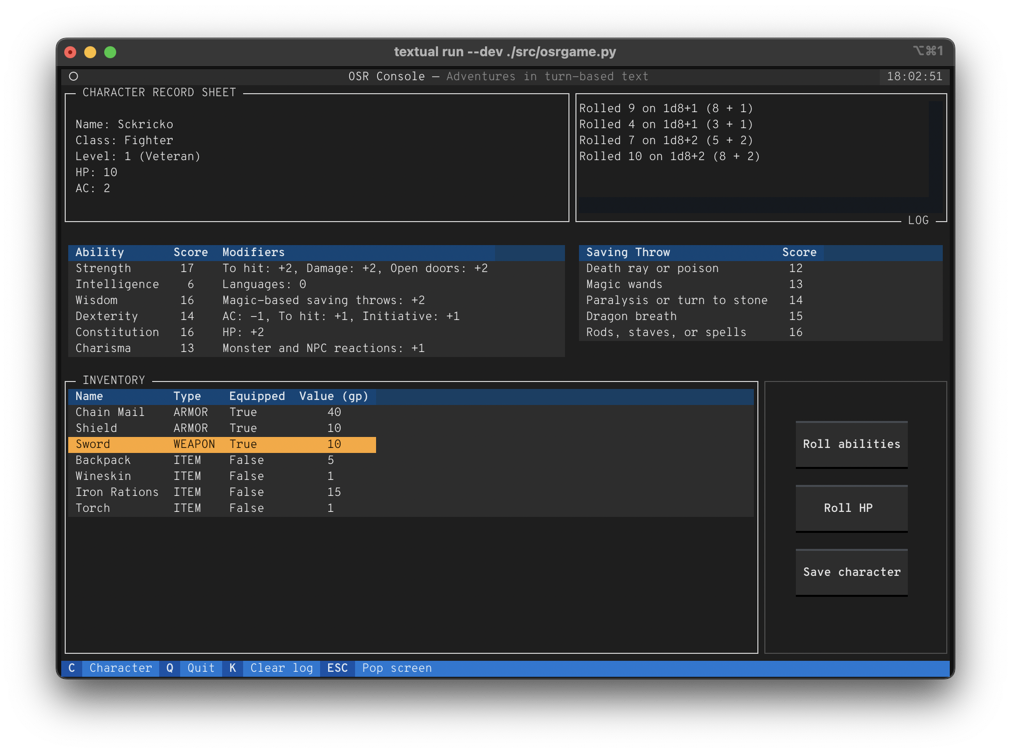 textual run --dev ./src/osrgame.py
⌥⌘1
OSR Console — Adventures in turn-based text
18:02:51
CHARACTER RECORD SHEET
Name: Sckricko
Class: Fighter
Level: 1 (Veteran)
HP: 10
AC: 2
Rolled 9 on 1d8+1 (8 + 1)
Rolled 4 on 1d8+1 (3 + 1)
Rolled 7 on 1d8+2 (5 + 2)
Rolled 10 on 1d8+2 (8 + 2)
LOG
Ability Score Modifiers
Strength 17 To hit: +2, Damage: +2, Open doors: +2
Intelligence 6 Languages: 0
Wisdom 16 Magic-based saving throws: +2
Dexterity 14 AC: -1, To hit: +1, Initiative: +1
Constitution 16 HP: +2
Charisma 13 Monster and NPC reactions: +1
Saving Throw Score
Death ray or poison 12
Magic wands 13
Paralysis or turn to stone 14
Dragon breath 15
Rods, staves, or spells 16
INVENTORY
Name Type Equipped Value (gp)
Chain Mail ARMOR True 40
Shield ARMOR True 10
Sword WEAPON True 10
Backpack ITEM False 5
Wineskin ITEM False 1
Iron Rations ITEM False 15
Torch ITEM False 1
Roll abilities
Roll HP
Save character
C Character Q Quit K Clear log ESC Pop screen